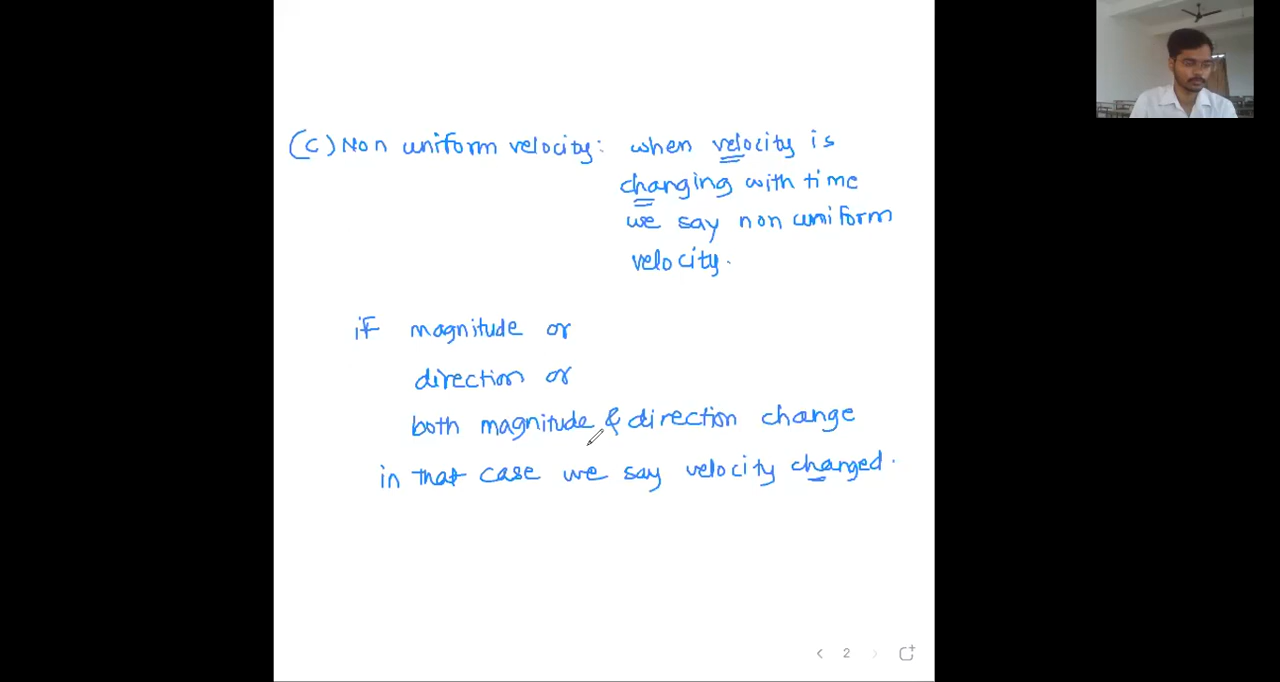 (c) Non uniform velocity: when velocity is
changing with time
we say non uniform
velocity.
if magnitude or
direction or
both magnitude & direction change
in that case we say velocity changed.
2